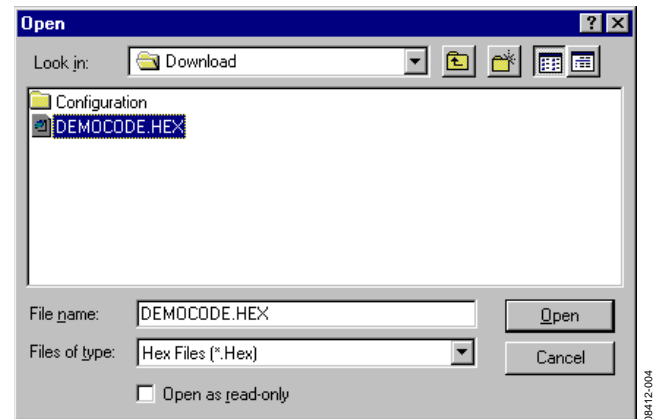 Open
Look in: Download
Configuration
DEMOCODE.HEX
File name: DEMOCODE.HEX Open
Files of type: Hex Files (*.Hex) Cancel
Open as read-only
08412-004